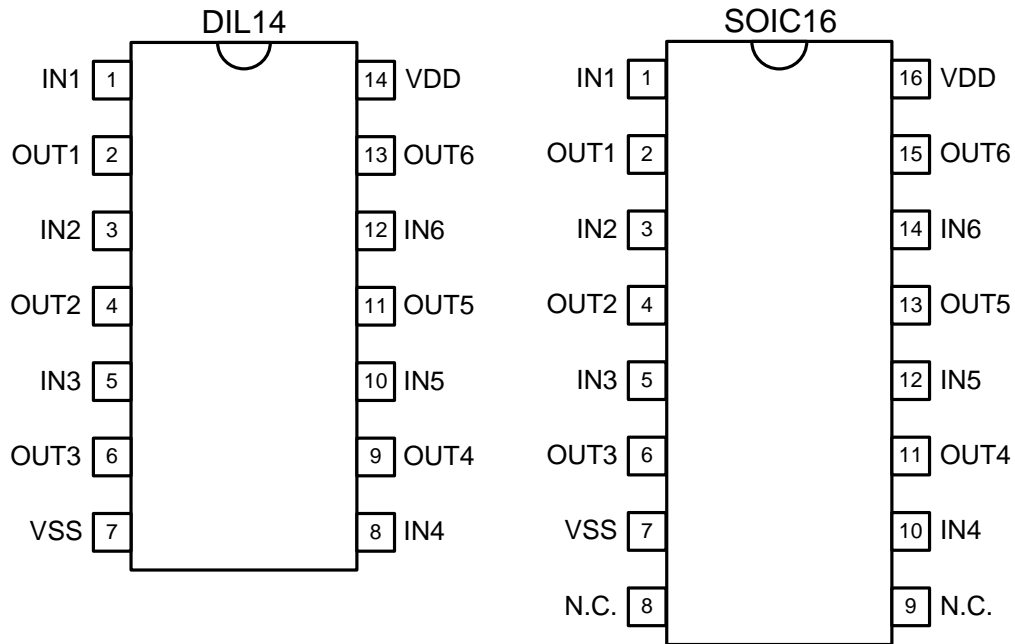 DIL14
IN1 1 14 VDD
OUT1 2 13 OUT6
IN2 3 12 IN6
OUT2 4 11 OUT5
IN3 5 10 IN5
OUT3 6 9 OUT4
VSS 7 8 IN4
SOIC16
IN1 1 16 VDD
OUT1 2 15 OUT6
IN2 3 14 IN6
OUT2 4 13 OUT5
IN3 5 12 IN5
OUT3 6 11 OUT4
VSS 7 10 IN4
N.C. 8 9 N.C.